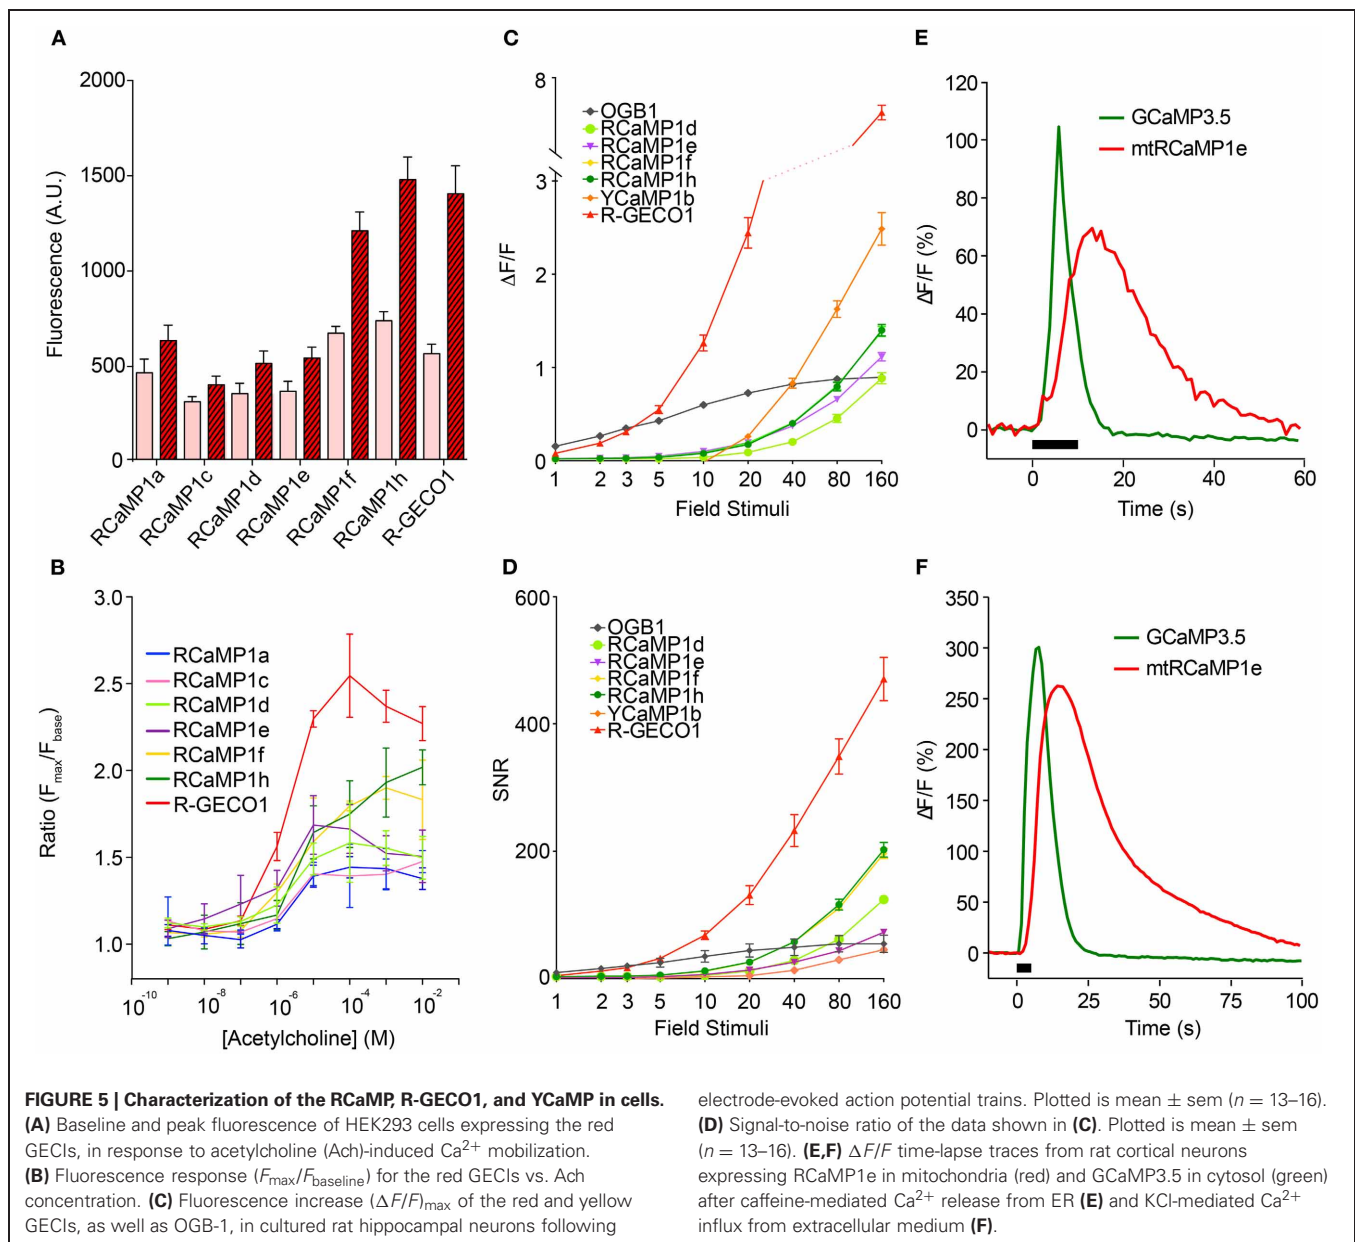 A
2000
1500
1000
500
0
Fluorescence (A.U.)
RCaMP1a
RCaMP1c
RCaMP1d
RCaMP1e
RCaMP1f
RCaMP1h
R-GECO1
B
3.0
2.5
2.0
1.5
1.0
Ratio (Fmax/Fbase)
RCaMP1a
RCaMP1c
RCaMP1d
RCaMP1e
RCaMP1f
RCaMP1h
R-GECO1
10-10 10-8 10-6 10-4 10-2
[Acetylcholine] (M)
C
8
3
2
1
0
ΔF/F
OGB1
RCaMP1d
RCaMP1e
RCaMP1f
RCaMP1h
YCaMP1b
R-GECO1
1 2 3 5 10 20 40 80 160
Field Stimuli
D
600
400
200
0
SNR
OGB1
RCaMP1d
RCaMP1e
RCaMP1f
RCaMP1h
YCaMP1b
R-GECO1
1 2 3 5 10 20 40 80 160
Field Stimuli
E
120
100
80
60
40
20
0
ΔF/F (%)
GCaMP3.5
mtRCaMP1e
0 20 40 60
Time (s)
F
350
300
250
200
150
100
50
0
ΔF/F (%)
GCaMP3.5
mtRCaMP1e
0 25 50 75 100
Time (s)
FIGURE 5 | Characterization of the RCaMP, R-GECO1, and YCaMP in cells.
(A) Baseline and peak fluorescence of HEK293 cells expressing the red
GECIs, in response to acetylcholine (Ach)-induced Ca2+ mobilization.
(B) Fluorescence response (Fmax/Fbaseline) for the red GECIs vs. Ach
concentration. (C) Fluorescence increase (ΔF/F)max of the red and yellow
GECIs, as well as OGB-1, in cultured rat hippocampal neurons following
electrode-evoked action potential trains. Plotted is mean ± sem (n = 13–16).
(D) Signal-to-noise ratio of the data shown in (C). Plotted is mean ± sem
(n = 13–16). (E,F) ΔF/F time-lapse traces from rat cortical neurons
expressing RCaMP1e in mitochondria (red) and GCaMP3.5 in cytosol (green)
after caffeine-mediated Ca2+ release from ER (E) and KCl-mediated Ca2+
influx from extracellular medium (F).